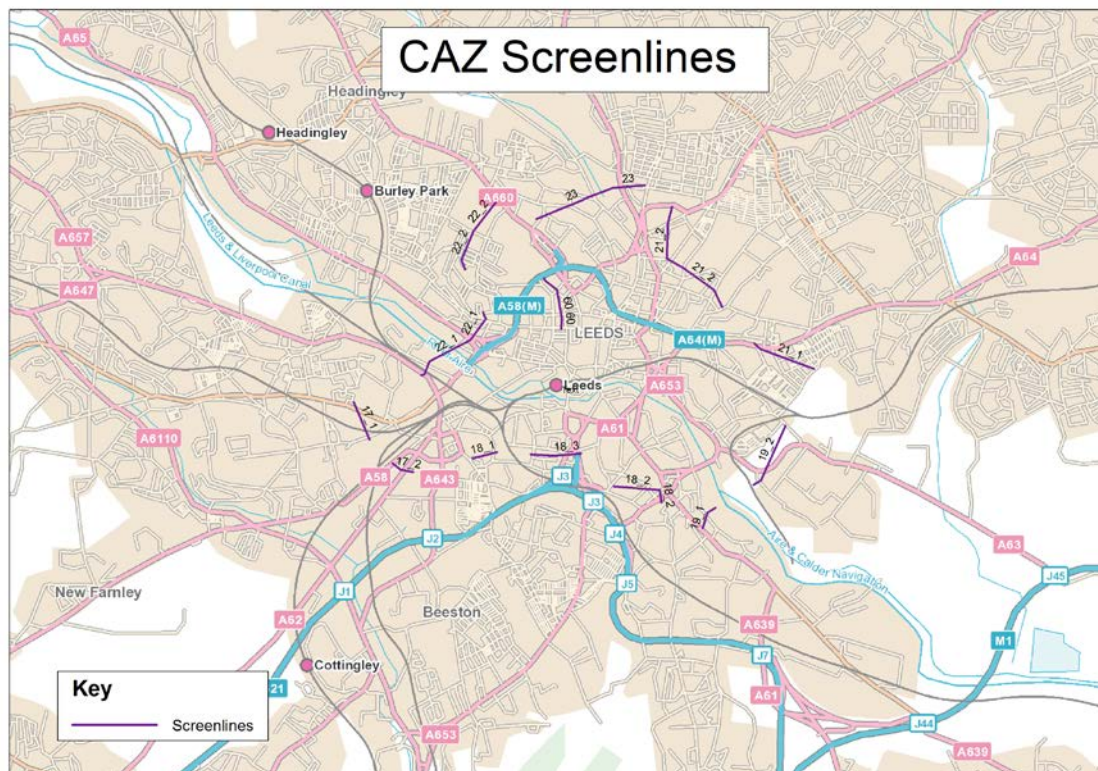 CAZ Screenlines
A65
Headingley
Headingley
Burley Park
A660
23
23
22_2
22_2
21_2
21_2
A657
A647
Leeds & Liverpool Canal
A64
A58(M)
60
60
LEEDS
A64(M)
22_1
22_1
21_1
Leeds
A653
17_1
A6110
A61
18_1
18_3
19_2
17_2
A58
A643
J3
18_2
18_2
J3
19_1
J2
J4
Aire & Calder Navigation
A63
J5
J45
New Farnley
J1
Beeston
A62
A639
M1
Cottingley
J7
21
A61
Key
Screenlines
A653
J44
A639